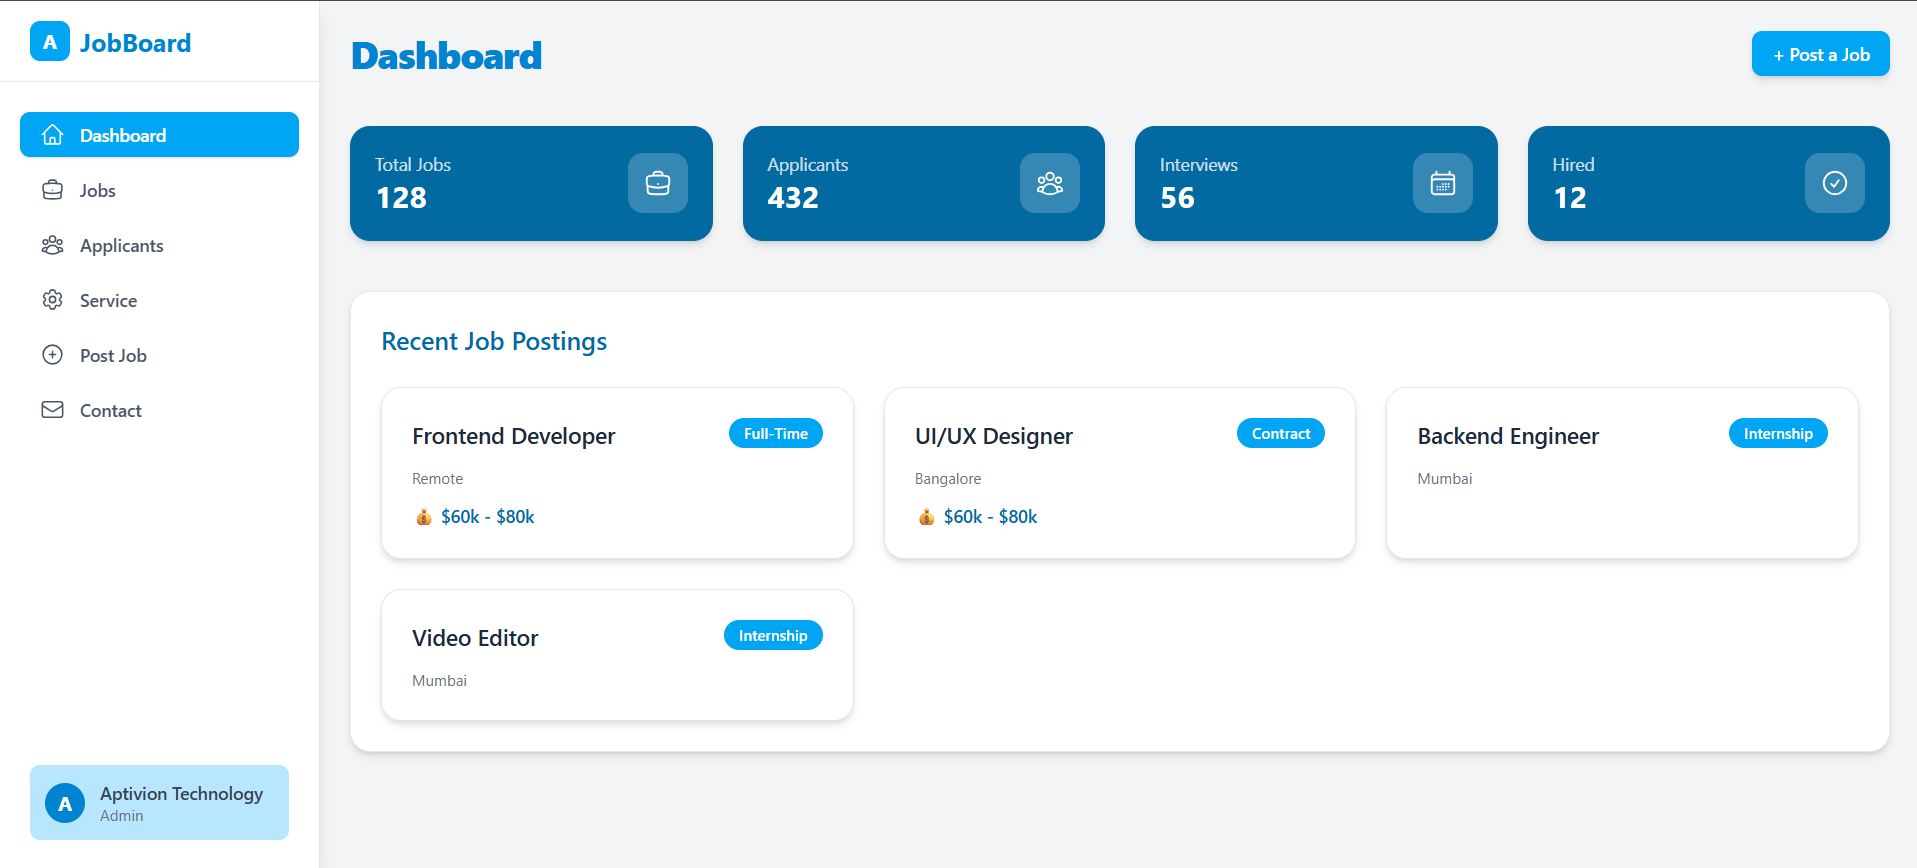 A JobBoard
Dashboard
Jobs
Applicants
Service
Post Job
Contact
A
Aptivion Technology
Admin
Dashboard
+ Post a Job
Total Jobs
128
Applicants
432
Interviews
56
Hired
12
Recent Job Postings
Frontend Developer
Full-Time
Remote
💰 $60k - $80k
UI/UX Designer
Contract
Bangalore
💰 $60k - $80k
Backend Engineer
Internship
Mumbai
Video Editor
Internship
Mumbai